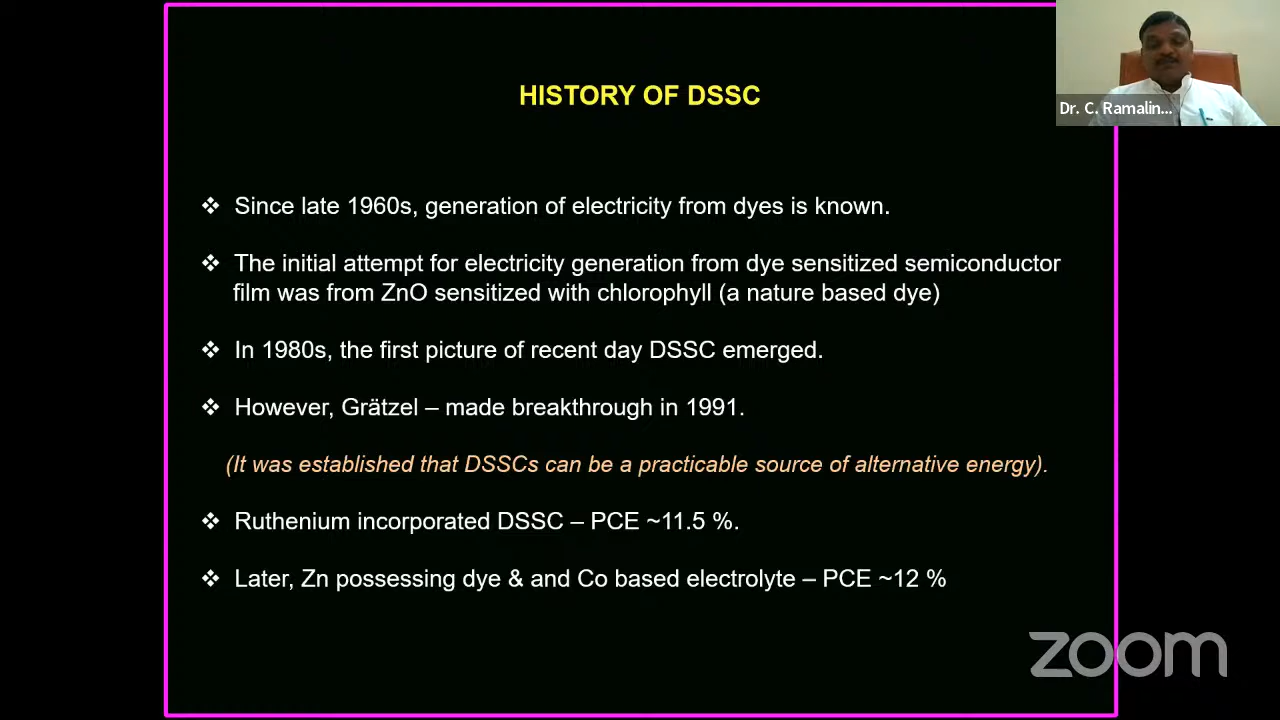 HISTORY OF DSSC
Dr. C. Ramalin...
❖ Since late 1960s, generation of electricity from dyes is known.
❖ The initial attempt for electricity generation from dye sensitized semiconductor
film was from ZnO sensitized with chlorophyll (a nature based dye)
❖ In 1980s, the first picture of recent day DSSC emerged.
❖ However, Grätzel – made breakthrough in 1991.
(It was established that DSSCs can be a practicable source of alternative energy).
❖ Ruthenium incorporated DSSC – PCE ~11.5 %.
❖ Later, Zn possessing dye & and Co based electrolyte – PCE ~12 %
zoom